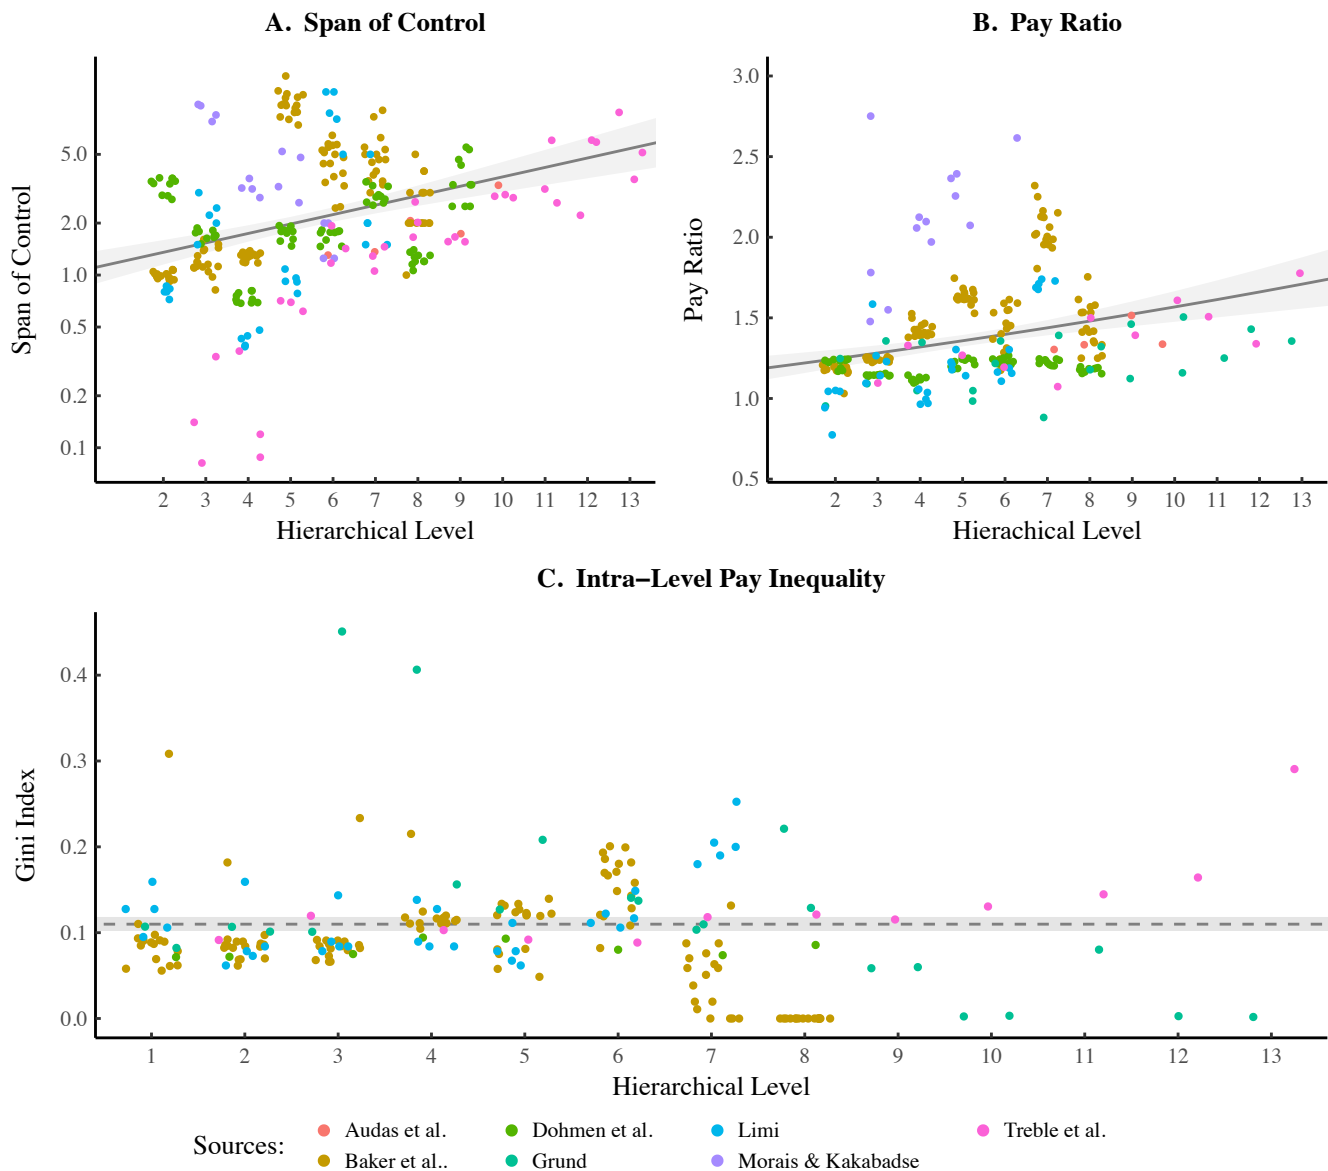 A. Span of Control
B. Pay Ratio
Span of Control
5.0
2.0
1.0
0.5
0.2
0.1
2 3 4 5 6 7 8 9 10 11 12 13
Hierarchical Level
Pay Ratio
3.0
2.5
2.0
1.5
1.0
0.5
2 3 4 5 6 7 8 9 10 11 12 13
Hierachical Level
C. Intra−Level Pay Inequality
Gini Index
0.4
0.3
0.2
0.1
0.0
1 2 3 4 5 6 7 8 9 10 11 12 13
Hierarchical Level
Sources:
Audas et al. Dohmen et al. Limi Treble et al.
Baker et al.. Grund Morais & Kakabadse